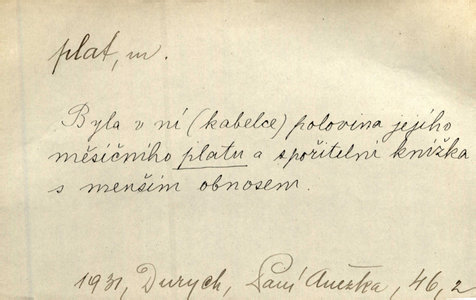 plat, m.
Byla v ní (kabelce) polovina jejího
měsíčního platu a spořitelní knížka
s menším obnosem.
1931, Durych, Paní Anežka, 46, 2